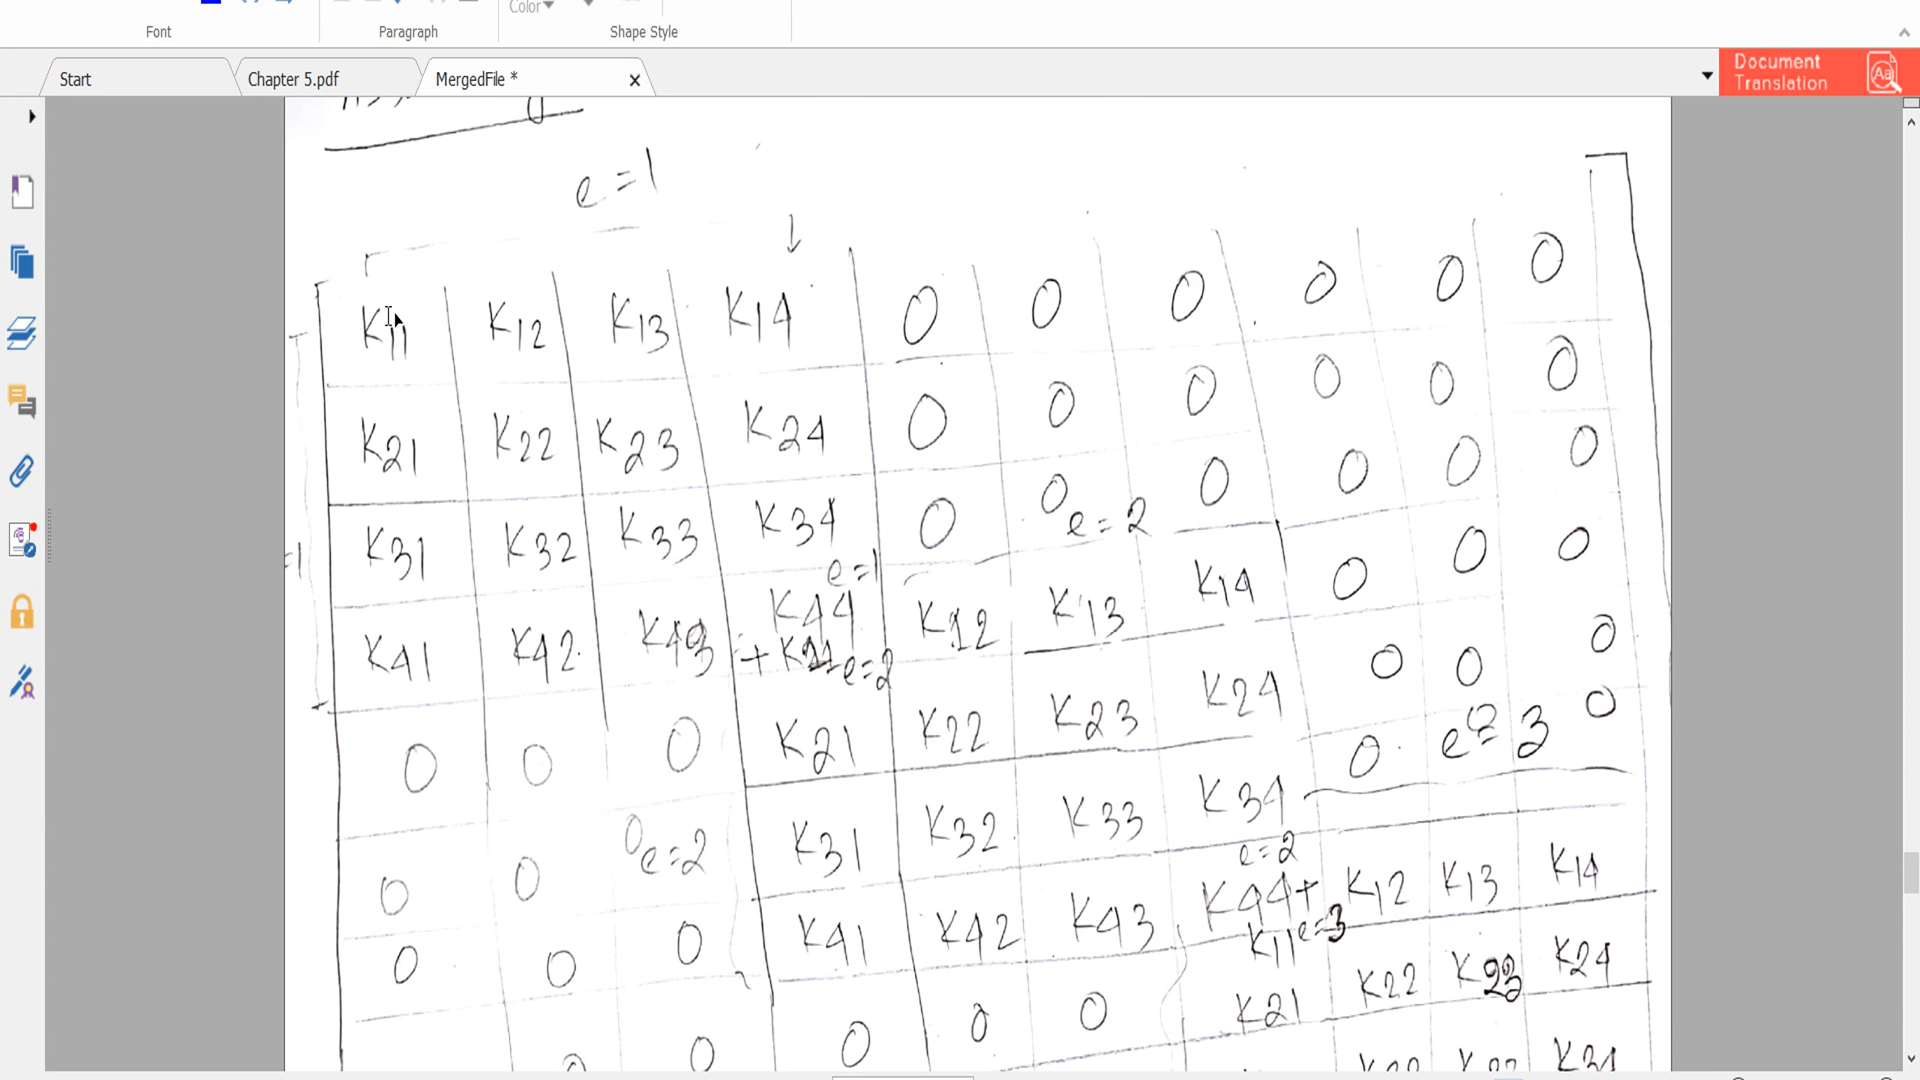 Color
Font
Paragraph
Shape Style
Start
Chapter 5.pdf
MergedFile *
Document
Translation
e=1
K11 K12 K13 K14 0 0 0 0 0 0
K21 K22 K23 K24 0 0 0 0 0 0
K31 K32 K33 K34 0 0 0 0 0 0
e=2
e=1
K41 K42 K43 K44 K12 K13 K14 0 0 0
+ K11 e=2
0 0 0 K21 K22 K23 K24 0 0 0
0 e=3 0
0 0 0 K31 K32 K33 K34
e=2
e=2
0 0 0 K41 K42 K43 K44+ K12 K13 K14
K11 e=3
0 0 0 0 0 K21 K22 K23 K24